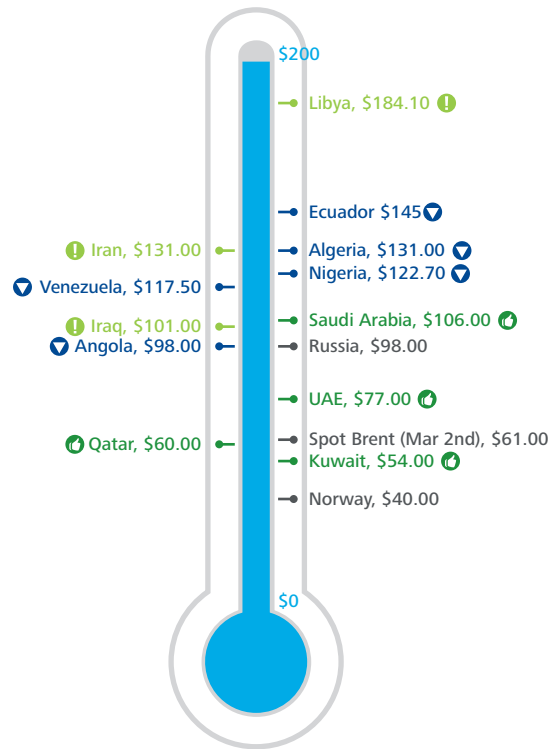 $200
Libya, $184.10
Ecuador $145
Iran, $131.00
Algeria, $131.00
Nigeria, $122.70
Venezuela, $117.50
Saudi Arabia, $106.00
Iraq, $101.00
Angola, $98.00
Russia, $98.00
UAE, $77.00
Qatar, $60.00
Spot Brent (Mar 2nd), $61.00
Kuwait, $54.00
Norway, $40.00
$0